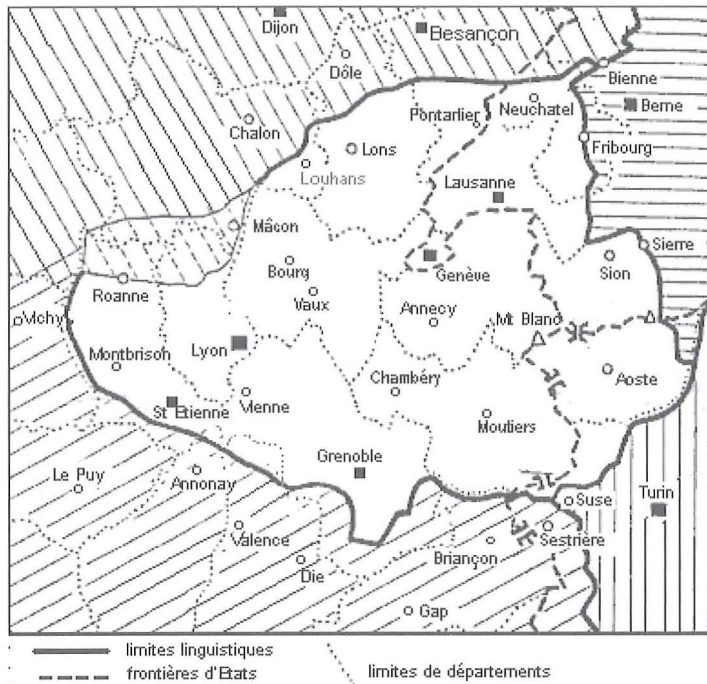 Dijon
Besançon
Dôle
Bienne
Neuchatel
Berne
Pontarlier
Chalon
Fribourg
Lons
Louhans
Lausanne
Mâcon
Sierre
Bourg
Genève
Sion
Roanne
Vaux
Annecy
Mt Blanc
Vichy
Lyon
Montbrison
Chambéry
Aoste
Vienne
St Etienne
Moutiers
Grenoble
Le Puy
Annonay
Suse
Turin
Valence
Sestrière
Briançon
Die
Gap
limites linguistiques
frontières d'Etats
limites de départements